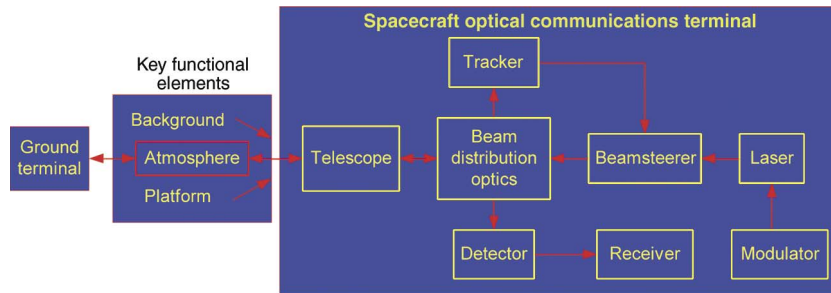 Spacecraft optical communications terminal
Key functional
elements
Tracker
Background
Ground
terminal
Atmosphere
Telescope
Beam
distribution
optics
Beamsteerer
Laser
Platform
Detector
Receiver
Modulator